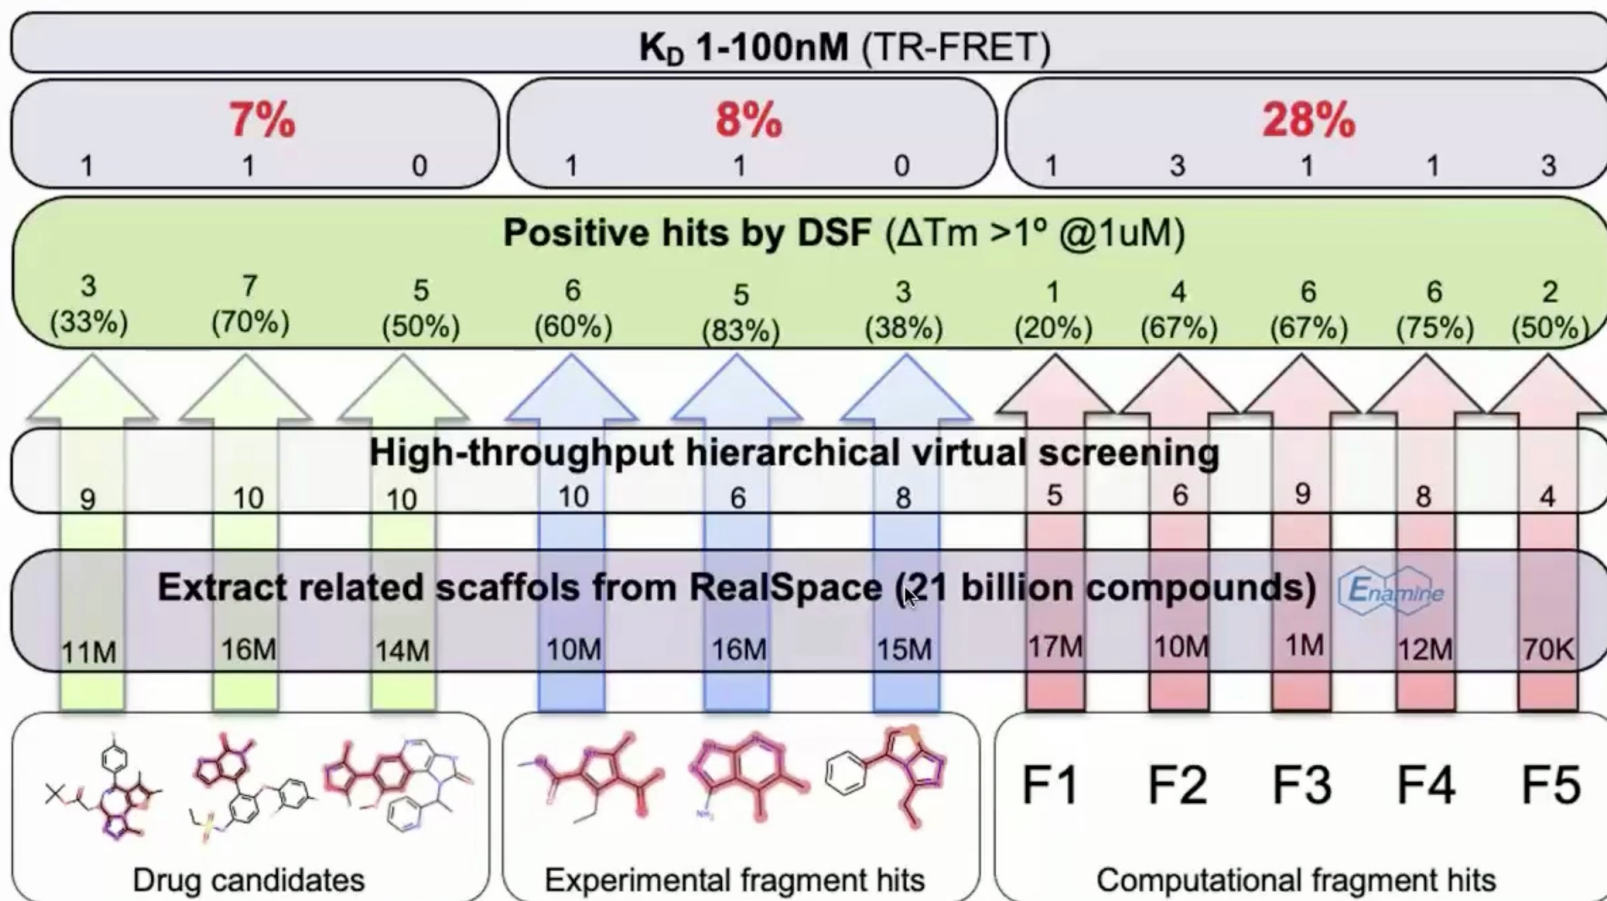 K_D 1-100nM (TR-FRET)
7% 8% 28%
1 1 0 1 1 0 1 3 1 1 3
Positive hits by DSF (ΔTm >1º @1uM)
3 7 5 6 5 3 1 4 6 6 2
(33%) (70%) (50%) (60%) (83%) (38%) (20%) (67%) (67%) (75%) (50%)
High-throughput hierarchical virtual screening
9 10 10 10 6 8 5 6 9 8 4
Extract related scaffols from RealSpace (21 billion compounds) Enamine
11M 16M 14M 10M 16M 15M 17M 10M 1M 12M 70K
F1 F2 F3 F4 F5
Drug candidates Experimental fragment hits Computational fragment hits